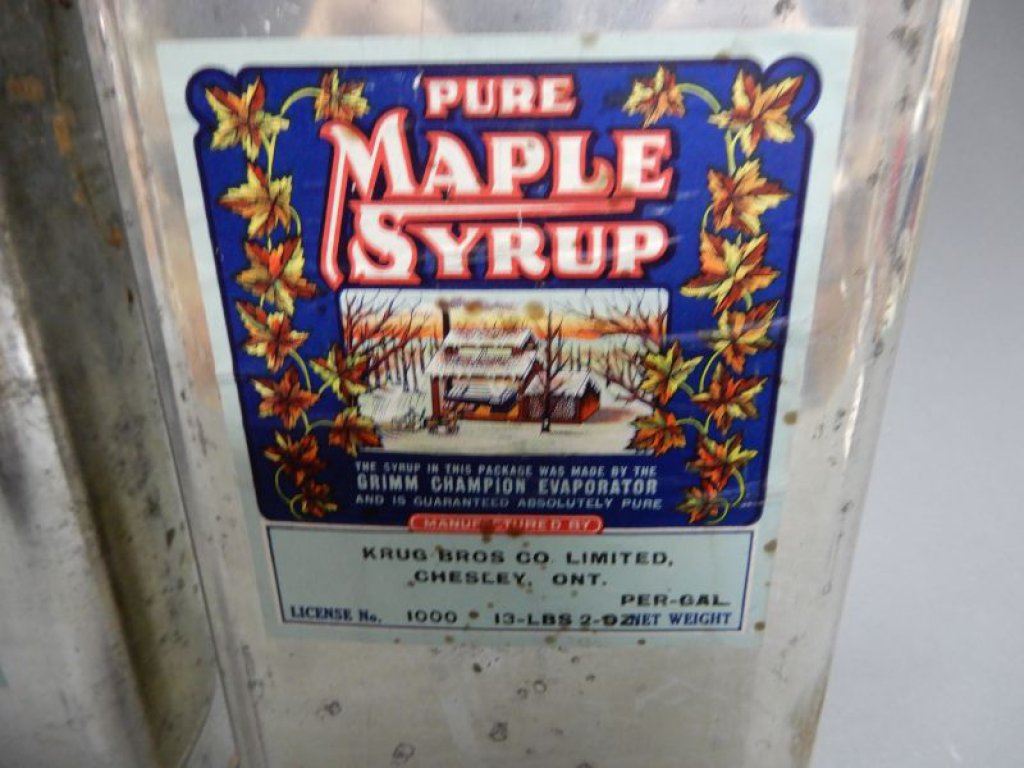 PURE
MAPLE
SYRUP
THE SYRUP IN THIS PACKAGE WAS MADE BY THE
GRIMM CHAMPION EVAPORATOR
AND IS GUARANTEED ABSOLUTELY PURE
MANUFACTURED BY
KRUG BROS CO. LIMITED,
CHESLEY, ONT.
PER-GAL
LICENSE No. 1000 13-LBS 2-OZ NET WEIGHT